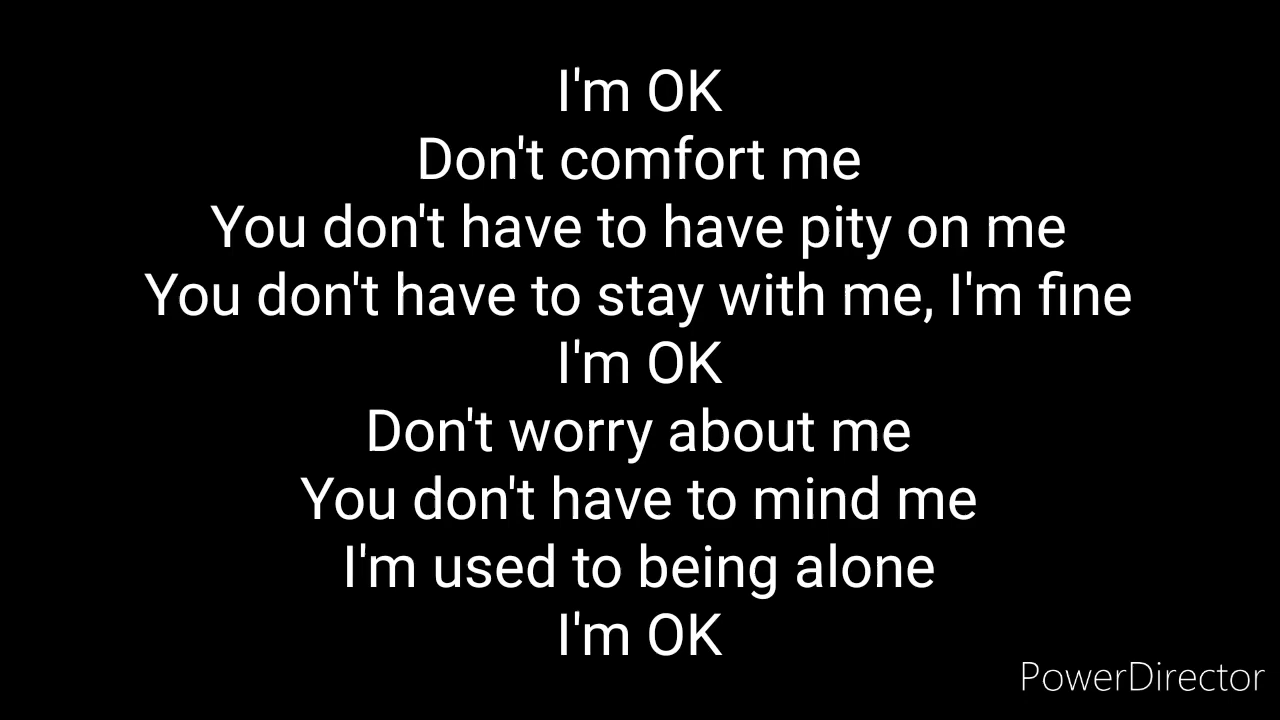 I'm OK
Don't comfort me
You don't have to have pity on me
You don't have to stay with me, I'm fine
I'm OK
Don't worry about me
You don't have to mind me
I'm used to being alone
I'm OK
PowerDirector